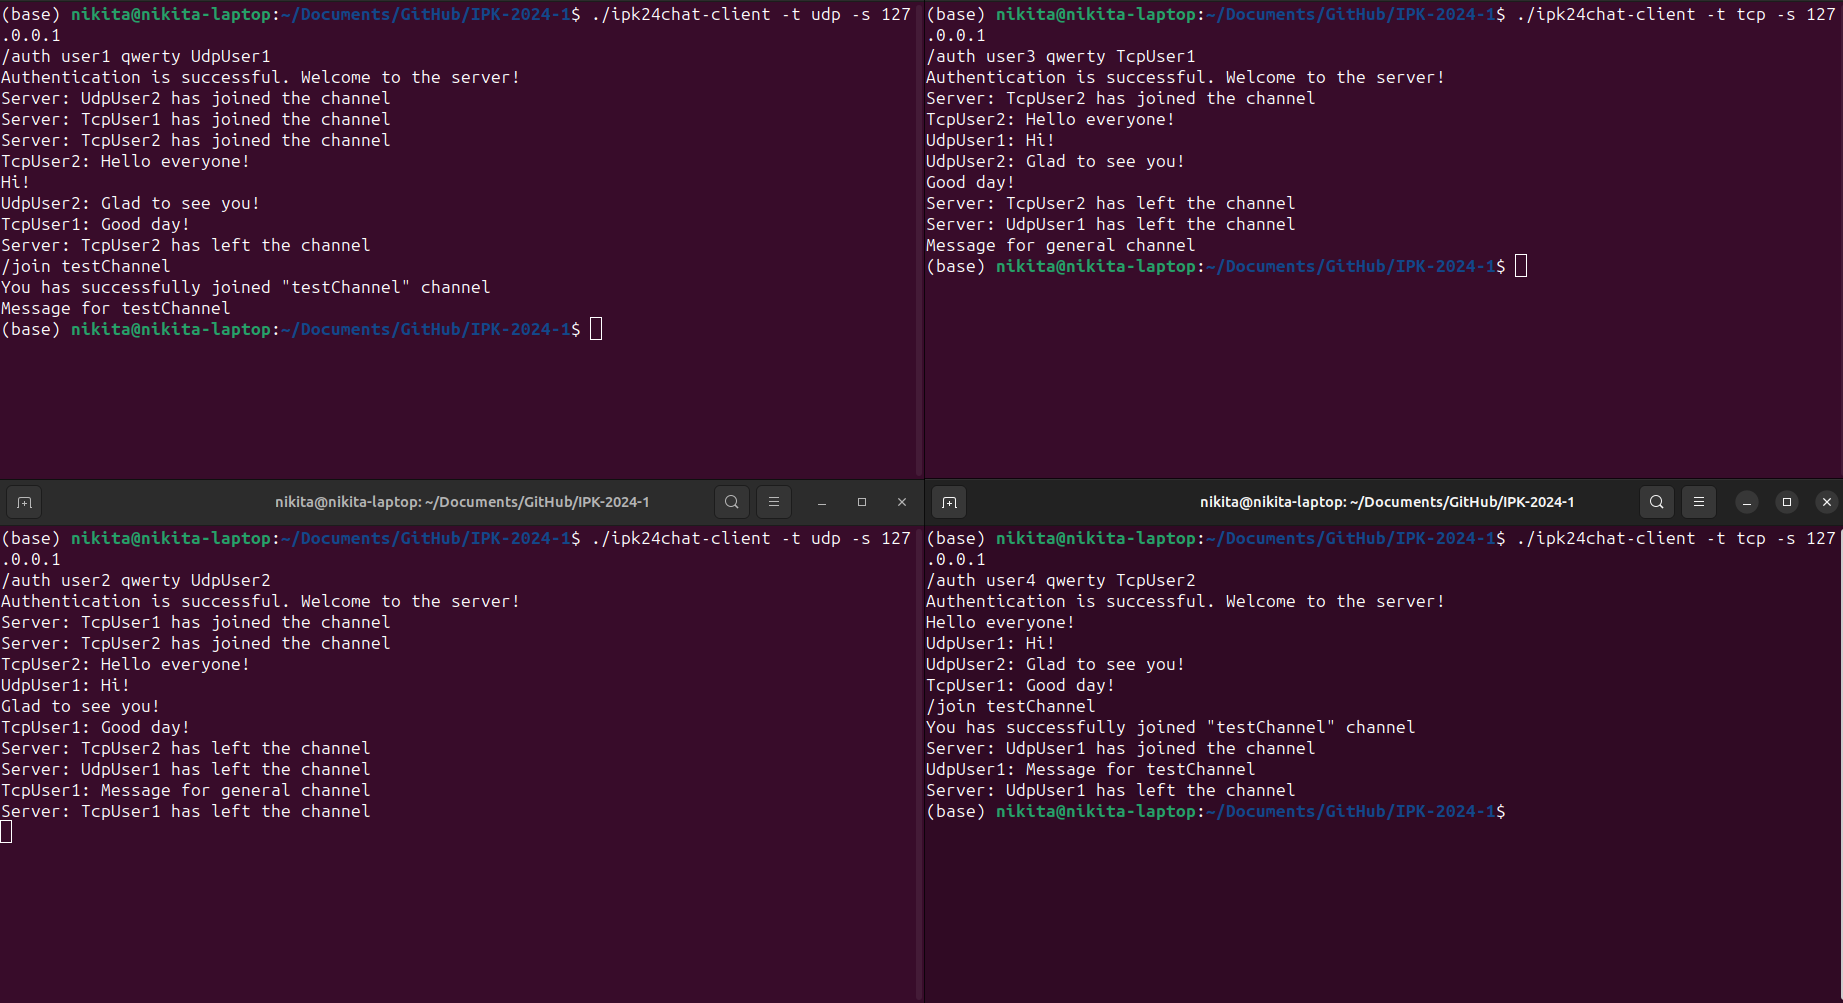 (base) nikita@nikita-laptop:~/Documents/GitHub/IPK-2024-1$ ./ipk24chat-client -t udp -s 127
.0.0.1
/auth user1 qwerty UdpUser1
Authentication is successful. Welcome to the server!
Server: UdpUser2 has joined the channel
Server: TcpUser1 has joined the channel
Server: TcpUser2 has joined the channel
TcpUser2: Hello everyone!
Hi!
UdpUser2: Glad to see you!
TcpUser1: Good day!
Server: TcpUser2 has left the channel
/join testChannel
You has successfully joined "testChannel" channel
Message for testChannel
(base) nikita@nikita-laptop:~/Documents/GitHub/IPK-2024-1$
(base) nikita@nikita-laptop:~/Documents/GitHub/IPK-2024-1$ ./ipk24chat-client -t tcp -s 127
.0.0.1
/auth user3 qwerty TcpUser1
Authentication is successful. Welcome to the server!
Server: TcpUser2 has joined the channel
TcpUser2: Hello everyone!
UdpUser1: Hi!
UdpUser2: Glad to see you!
Good day!
Server: TcpUser2 has left the channel
Server: UdpUser1 has left the channel
Message for general channel
(base) nikita@nikita-laptop:~/Documents/GitHub/IPK-2024-1$
nikita@nikita-laptop: ~/Documents/GitHub/IPK-2024-1
(base) nikita@nikita-laptop:~/Documents/GitHub/IPK-2024-1$ ./ipk24chat-client -t udp -s 127
.0.0.1
/auth user2 qwerty UdpUser2
Authentication is successful. Welcome to the server!
Server: TcpUser1 has joined the channel
Server: TcpUser2 has joined the channel
TcpUser2: Hello everyone!
UdpUser1: Hi!
Glad to see you!
TcpUser1: Good day!
Server: TcpUser2 has left the channel
Server: UdpUser1 has left the channel
TcpUser1: Message for general channel
Server: TcpUser1 has left the channel
nikita@nikita-laptop: ~/Documents/GitHub/IPK-2024-1
(base) nikita@nikita-laptop:~/Documents/GitHub/IPK-2024-1$ ./ipk24chat-client -t tcp -s 127
.0.0.1
/auth user4 qwerty TcpUser2
Authentication is successful. Welcome to the server!
Hello everyone!
UdpUser1: Hi!
UdpUser2: Glad to see you!
TcpUser1: Good day!
/join testChannel
You has successfully joined "testChannel" channel
Server: UdpUser1 has joined the channel
UdpUser1: Message for testChannel
Server: UdpUser1 has left the channel
(base) nikita@nikita-laptop:~/Documents/GitHub/IPK-2024-1$